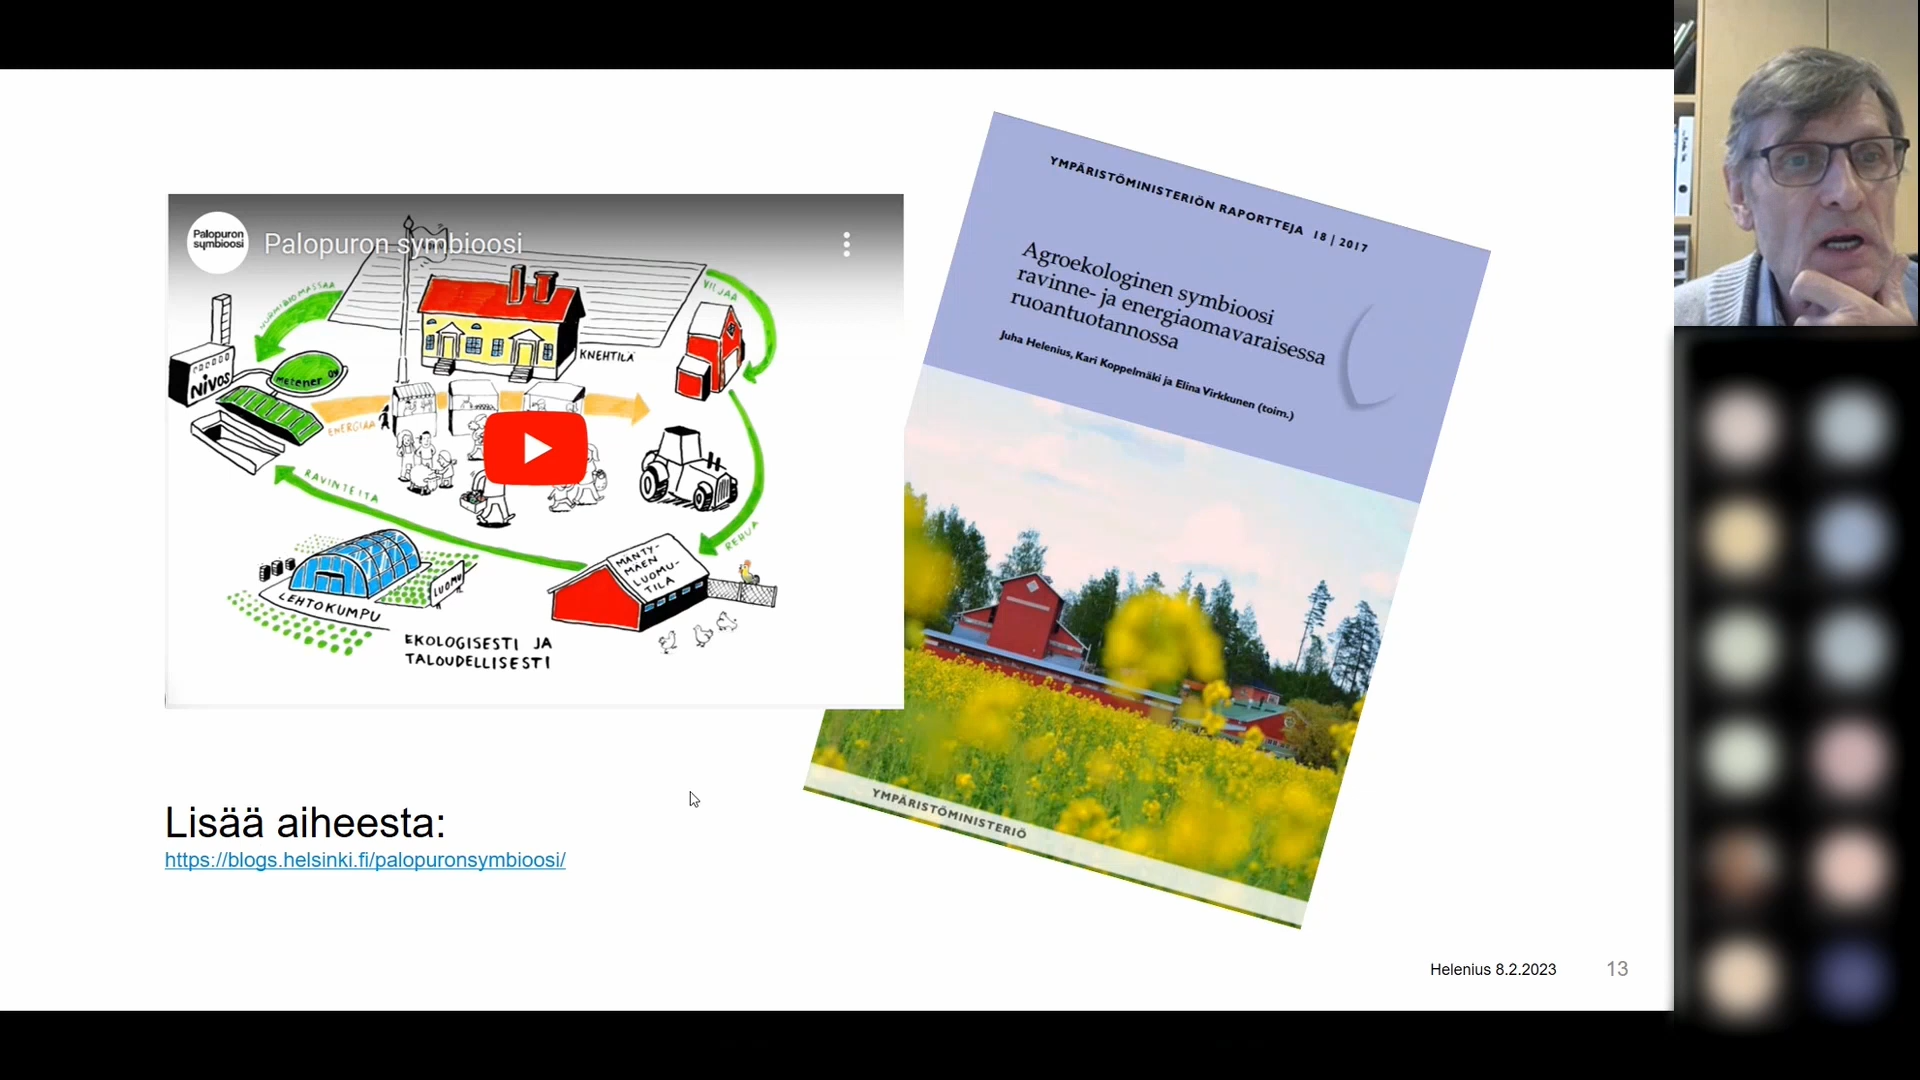 Palopuron
symbioosi
Palopuron symbioosi
NURMIBIOMASSAA
VILJAA
KNEHTILÄ
NIVOS
metener oy
ENERGIAA
RAVINTEITA
REHUA
MÄNTY-
MÄEN
LUOMU-
TILA
LUOMU
LEHTOKUMPU
EKOLOGISESTI JA
TALOUDELLISESTI
YMPÄRISTÖMINISTERIÖN RAPORTTEJA 18 | 2017
Agroekologinen symbioosi
ravinne- ja energiaomavaraisessa
ruoantuotannossa
Juha Helenius, Kari Koppelmäki ja Elina Virkkunen (toim.)
YMPÄRISTÖMINISTERIÖ
Lisää aiheesta:
https://blogs.helsinki.fi/palopuronsymbioosi/
Helenius 8.2.2023
13